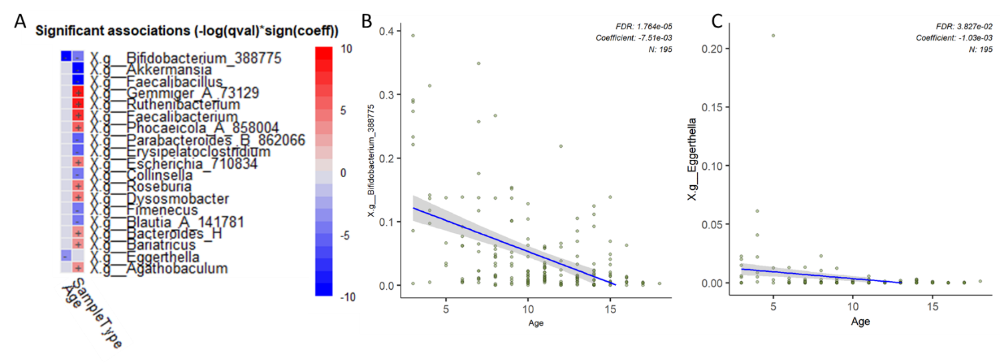 A
Significant associations (-log(qval)*sign(coeff))
X.g__Bifidobacterium_388775
X.g__Akkermansia
X.g__Faecalibacillus
X.g__Gemmiger_A_73129
X.g__Ruthenibacterium
X.g__Faecalibacterium
X.g__Phocaeicola_A_858004
X.g__Parabacteroides_B_862066
X.g__Erysipelatoclostridium
X.g__Escherichia_710834
X.g__Collinsella
X.g__Roseburia
X.g__Dysosmobacter
X.g__Fimenecus
X.g__Blautia_A_141781
X.g__Bacteroides_H
X.g__Bariatricus
X.g__Eggerthella
X.g__Agathobaculum
Age
SampleType
10
5
0
-5
-10
B
FDR: 1.764e-05
Coefficient: -7.51e-03
N: 195
X.g__Bifidobacterium_388775
0.4
0.3
0.2
0.1
0.0
5 10 15
Age
C
FDR: 3.827e-02
Coefficient: -1.03e-03
N: 195
X.g__Eggerthella
0.20
0.15
0.10
0.05
0.00
5 10 15
Age